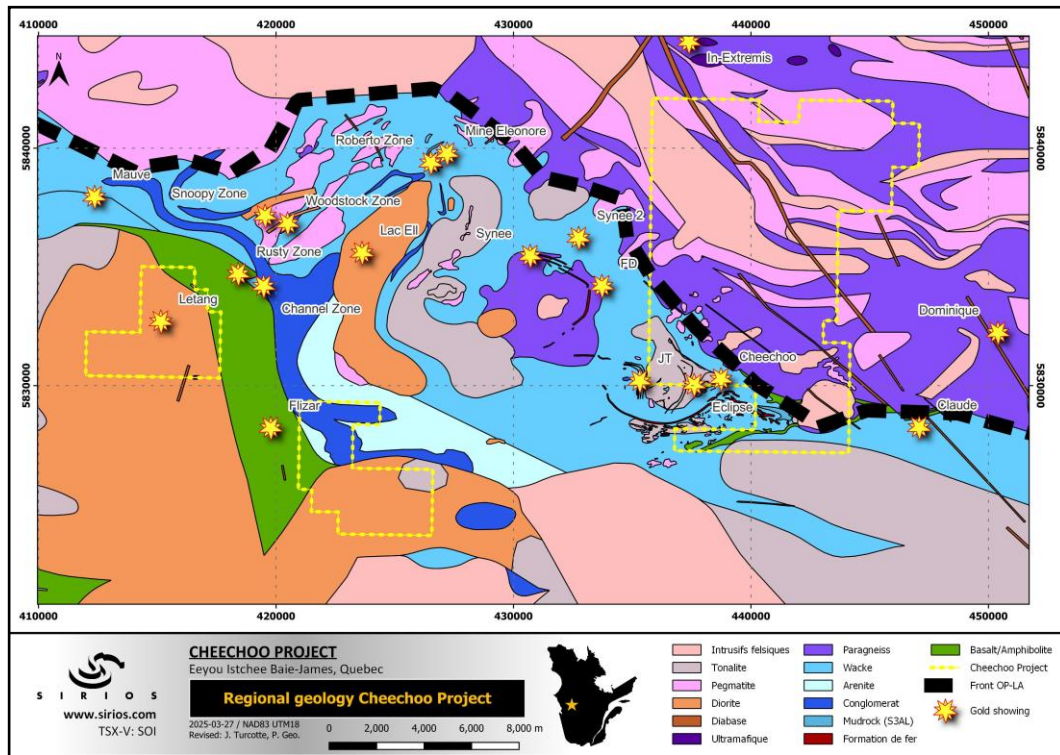 410000 420000 430000 440000 450000
N
In-Extremis
5840000 5840000
Mine Eleonore
Roberto Zone
Mauve
Snoopy Zone
Woodstock Zone
Synee 2
Lac Ell
Synee
Rusty Zone
FD
Letang
Channel Zone
Dominique
JT
Cheechoo
5830000 5830000
Flizar
Eclipse
Claude
410000 420000 430000 440000 450000
SIRIOS
www.sirios.com
TSX-V: SOI
CHEECHOO PROJECT
Eeyou Istchee Baie-James, Quebec
Regional geology Cheechoo Project
2025-03-27 / NAD83 UTM18
Revised: J. Turcotte, P. Geo.
0 2,000 4,000 6,000 8,000 m
Intrusifs felsiques
Tonalite
Pegmatite
Diorite
Diabase
Ultramafique
Paragneiss
Wacke
Arenite
Conglomerat
Mudrock (S3AL)
Formation de fer
Basalt/Amphibolite
Cheechoo Project
Front OP-LA
Gold showing